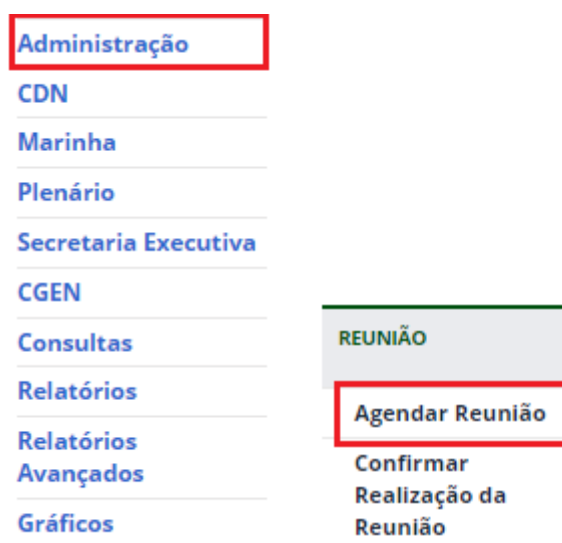 Administração
CDN
Marinha
Plenário
Secretaria Executiva
CGEN
Consultas
Relatórios
Relatórios
Avançados
Gráficos
REUNIÃO
Agendar Reunião
Confirmar
Realização da
Reunião